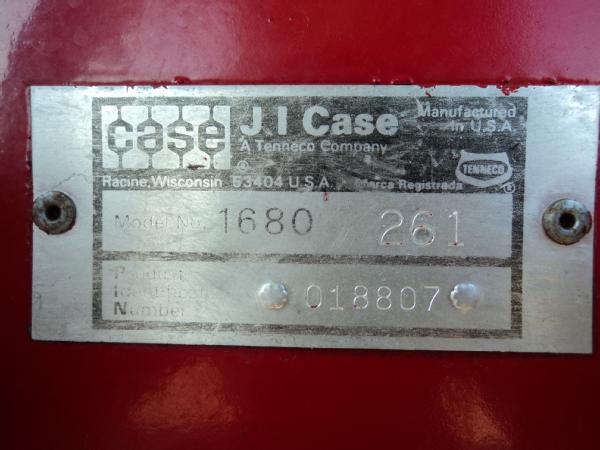 case J I Case Manufactured in U.S.A.
A Tenneco Company
Racine, Wisconsin 53404 U.S.A. Marca Registrada TENNECO
Model No. 1680 261
Product
Identification
Number 018807